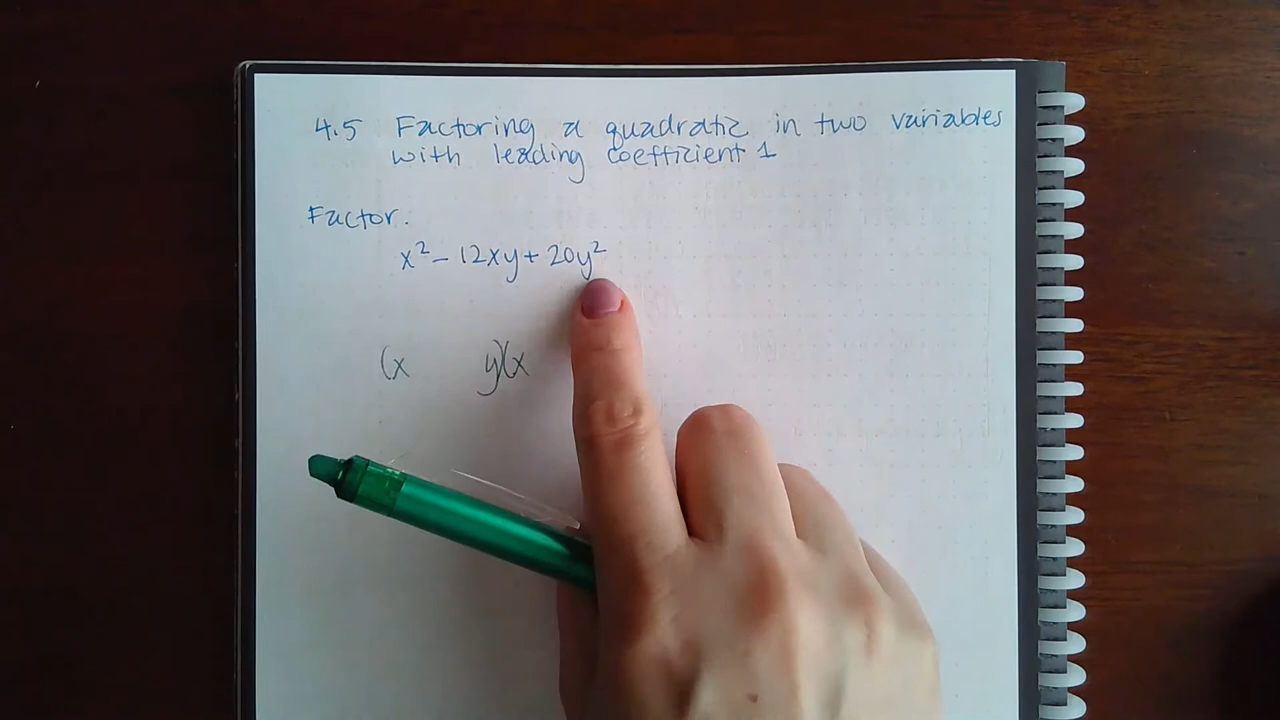 4.5 Factoring a quadratic in two variables
with leading coefficient 1
Factor.
x² - 12xy + 20y²
(x y)(x